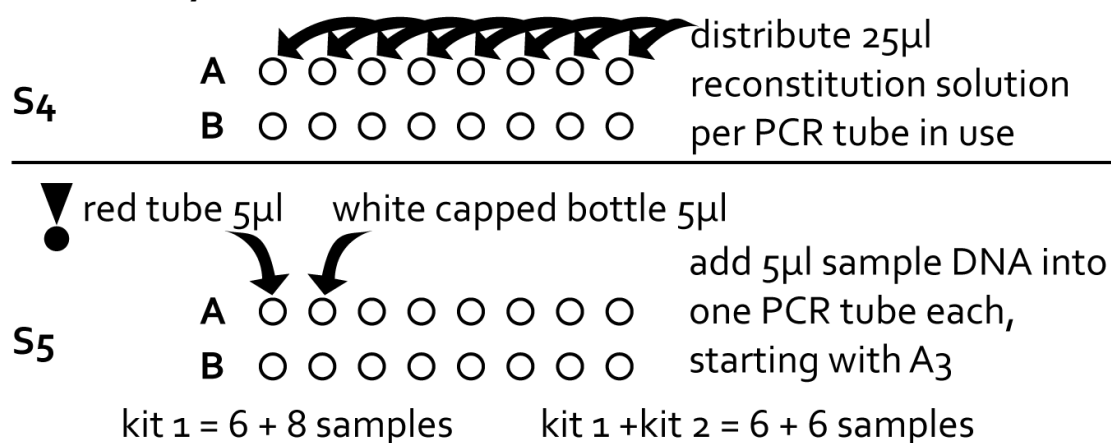 distribute 25µl
A
reconstitution solution
S4
B
per PCR tube in use
red tube 5µl
white capped bottle 5µl
add 5µl sample DNA into
A
one PCR tube each,
S5
B
starting with A3
kit 1 = 6 + 8 samples
kit 1 +kit 2 = 6 + 6 samples